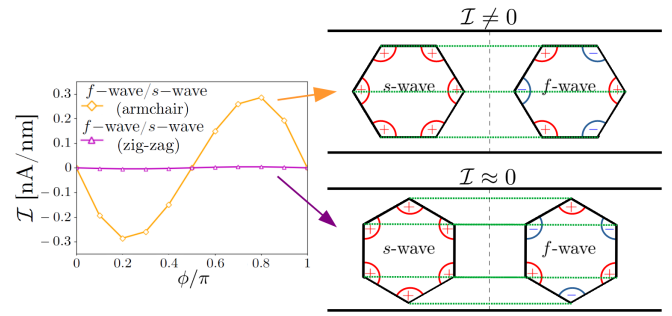 0.3
0.2
0.1
0
−0.1
−0.2
−0.3
ℐ [nA/nm]
f−wave/s−wave
(armchair)
f−wave/s−wave
(zig-zag)
0
0.2
0.4
0.6
0.8
1
ϕ/π
ℐ ≠ 0
+ +
+ s-wave +
+ +
+ −
− f-wave +
+ −
ℐ ≈ 0
+
+ +
s-wave
+ +
+
+
− −
f-wave
+ +
−